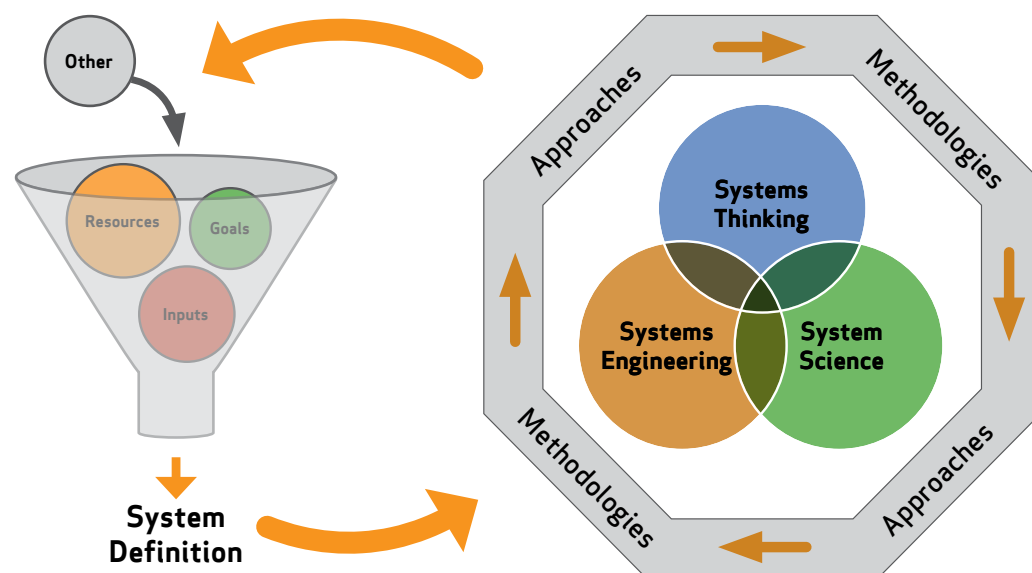 Other
Resources
Goals
Inputs
System
Definition
Approaches
Methodologies
Systems
Thinking
Systems
Engineering
System
Science
Methodologies
Approaches